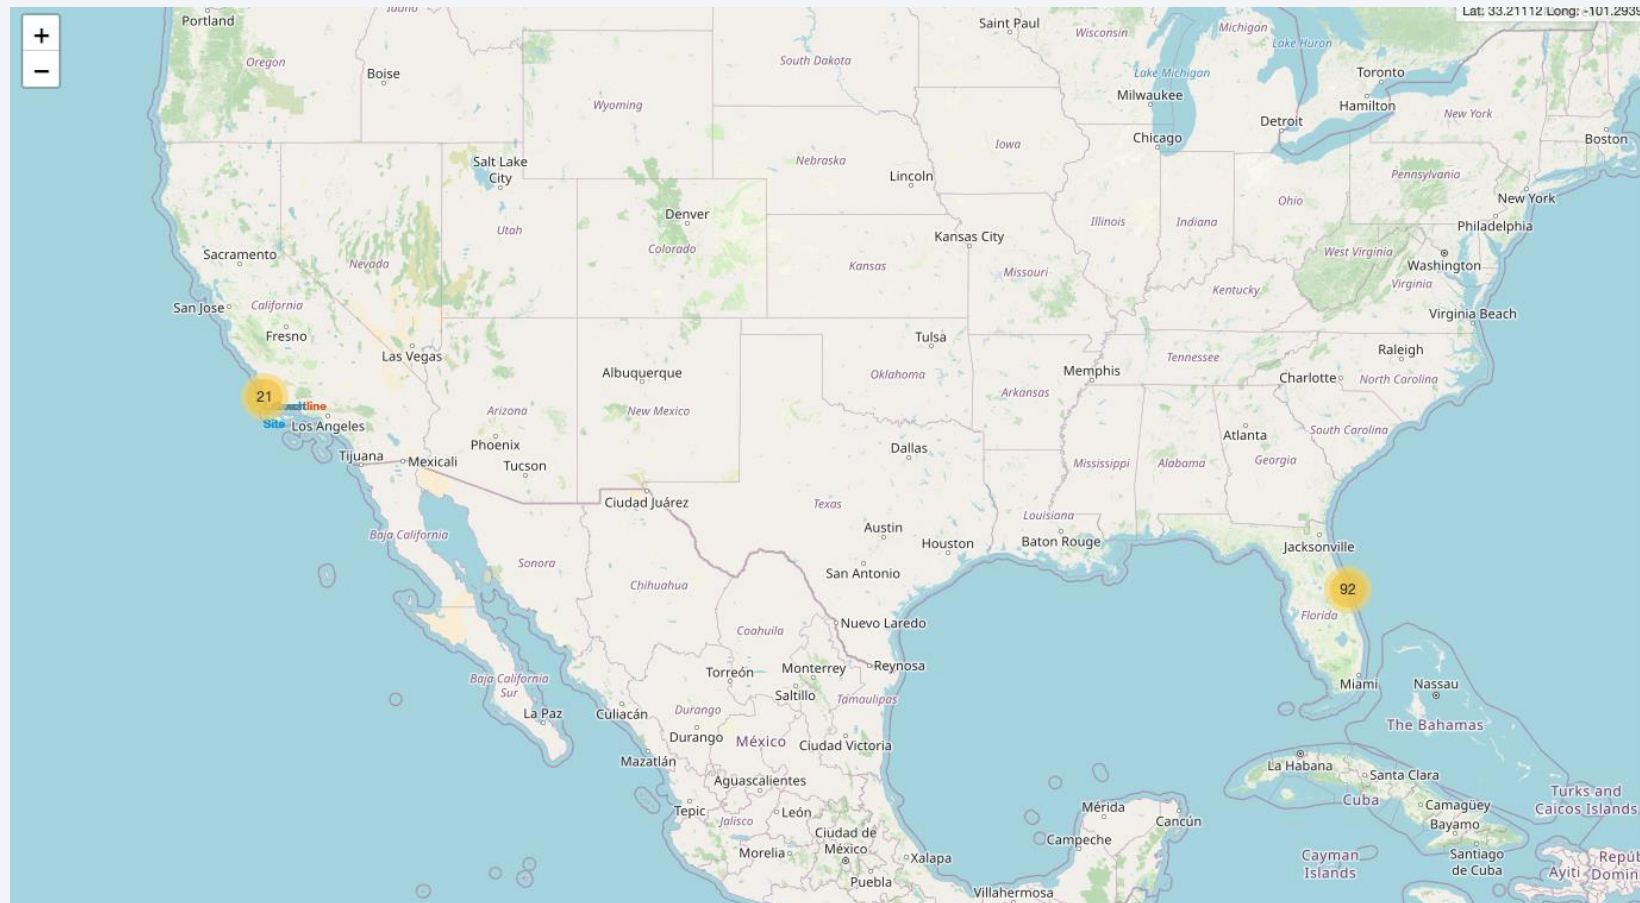 Portland
Idaho
Saint Paul
Michigan
Lat: 33.21112 Long: -101.2939
+
−
Oregon
Boise
South Dakota
Wisconsin
Lake Huron
Toronto
Lake Michigan
Milwaukee
Wyoming
Hamilton
New York
Detroit
Chicago
Boston
Iowa
Salt Lake
City
Nebraska
Lincoln
Pennsylvania
New York
Ohio
Denver
Illinois
Indiana
Philadelphia
Utah
Colorado
Kansas City
Sacramento
Nevada
Kansas
Missouri
West Virginia
Washington
Virginia
Kentucky
San Jose
California
Virginia Beach
Fresno
Tulsa
Las Vegas
Tennessee
Raleigh
Albuquerque
Oklahoma
Memphis
Charlotte
North Carolina
Arkansas
21
tline
Site
Los Angeles
Arizona
New Mexico
Phoenix
Dallas
Atlanta
South Carolina
Tijuana
Mexicali
Tucson
Mississippi
Alabama
Georgia
Ciudad Juárez
Texas
Louisiana
Baja California
Austin
Houston
Baton Rouge
Jacksonville
Sonora
Chihuahua
San Antonio
92
Florida
Nuevo Laredo
Coahuila
Torreón
Monterrey
Reynosa
Baja California
Sur
Saltillo
Tamaulipas
Miami
Nassau
La Paz
Culiacán
Durango
The Bahamas
Durango
México
Ciudad Victoria
Mazatlán
La Habana
Santa Clara
Aguascalientes
Turks and
Caicos Islands
Tepic
Jalisco
León
Mérida
Cancún
Cuba
Camagüey
Bayamo
Ciudad de
México
Campeche
Morelia
Xalapa
Cayman
Islands
Santiago
de Cuba
Puebla
Villahermosa
Ayiti